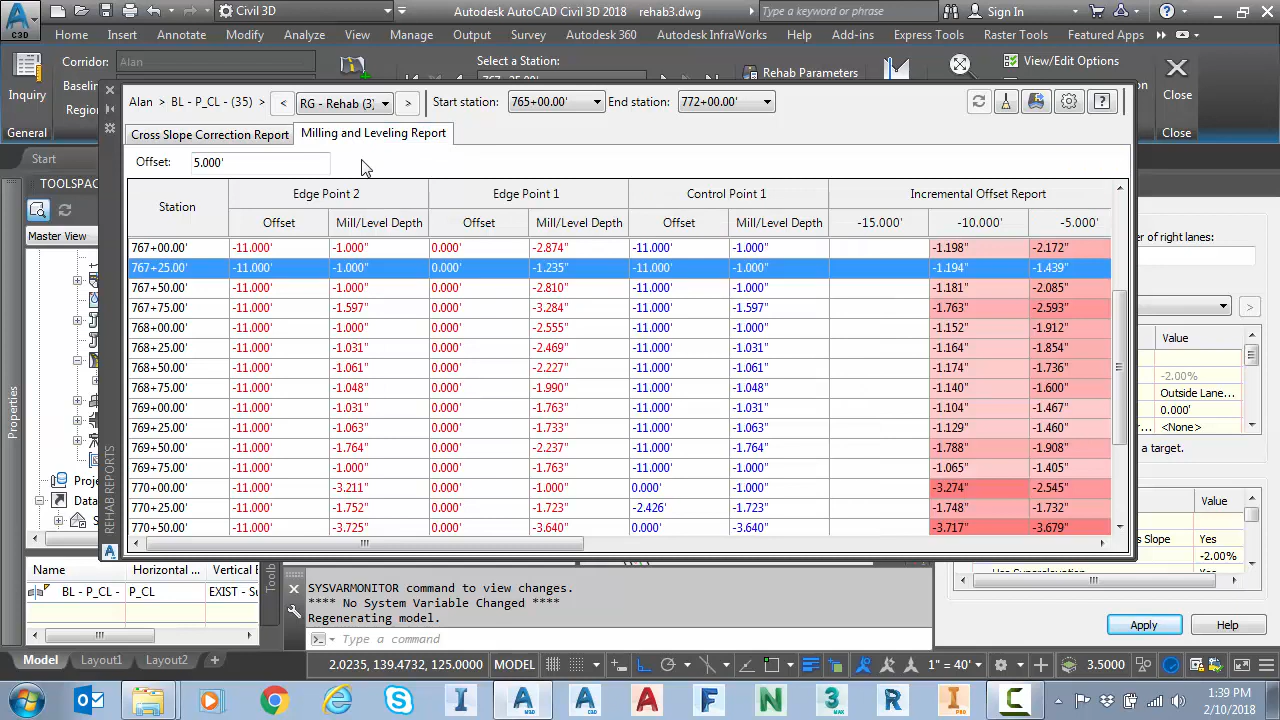 Civil 3D
Autodesk AutoCAD Civil 3D 2018 rehab3.dwg
Type a keyword or phrase
Sign In
C3D
Home Insert Annotate Modify Analyze View Manage Output Survey Autodesk 360 Autodesk InfraWorks Help Add-ins Express Tools Raster Tools Featured Apps
Corridor: Alan
Select a Station:
View/Edit Options
Rehab Parameters
Inquiry
Close
General
Close
Alan > BL - P_CL - (35) > < RG - Rehab (3) > Start station: 765+00.00' End station: 772+00.00'
Cross Slope Correction Report Milling and Leveling Report
Start
Offset: 5.000'
TOOLSPAC
Master View
Properties
REHAB REPORTS
Station Edge Point 2 Edge Point 1 Control Point 1 Incremental Offset Report
Offset Mill/Level Depth Offset Mill/Level Depth Offset Mill/Level Depth -15.000' -10.000' -5.000'
767+00.00' -11.000' -1.000" 0.000' -2.874" -11.000' -1.000" -1.198" -2.172"
767+25.00' -11.000' -1.000" 0.000' -1.235" -11.000' -1.000" -1.194" -1.439"
767+50.00' -11.000' -1.000" 0.000' -2.810" -11.000' -1.000" -1.181" -2.085"
767+75.00' -11.000' -1.597" 0.000' -3.284" -11.000' -1.597" -1.763" -2.593"
768+00.00' -11.000' -1.000" 0.000' -2.555" -11.000' -1.000" -1.152" -1.912"
768+25.00' -11.000' -1.031" 0.000' -2.469" -11.000' -1.031" -1.164" -1.854"
768+50.00' -11.000' -1.061" 0.000' -2.227" -11.000' -1.061" -1.174" -1.736"
768+75.00' -11.000' -1.048" 0.000' -1.990" -11.000' -1.048" -1.140" -1.600"
769+00.00' -11.000' -1.031" 0.000' -1.763" -11.000' -1.031" -1.104" -1.467"
769+25.00' -11.000' -1.063" 0.000' -1.733" -11.000' -1.063" -1.129" -1.460"
769+50.00' -11.000' -1.764" 0.000' -2.237" -11.000' -1.764" -1.788" -1.908"
769+75.00' -11.000' -1.000" 0.000' -1.763" -11.000' -1.000" -1.065" -1.405"
770+00.00' -11.000' -3.211" 0.000' -1.000" 0.000' -1.000" -3.274" -2.545"
770+25.00' -11.000' -1.752" 0.000' -1.723" -2.426' -1.723" -1.748" -1.732"
770+50.00' -11.000' -3.725" 0.000' -3.640" 0.000' -3.640" -3.717" -3.679"
er of right lanes:
Value
-2.00%
Outside Lane...
0.000'
<None>
a target.
Value
Slope Yes
-2.00%
Yes
Apply
Help
Name Horizontal ... Vertical
BL - P_CL - P_CL EXIST - Su
Toolb
SYSVARMONITOR command to view changes.
**** No System Variable Changed ****
Regenerating model.
Type a command
Model Layout1 Layout2 +
2.0235, 139.4732, 125.0000 MODEL
1" = 40'
3.5000
1:39 PM
2/10/2018